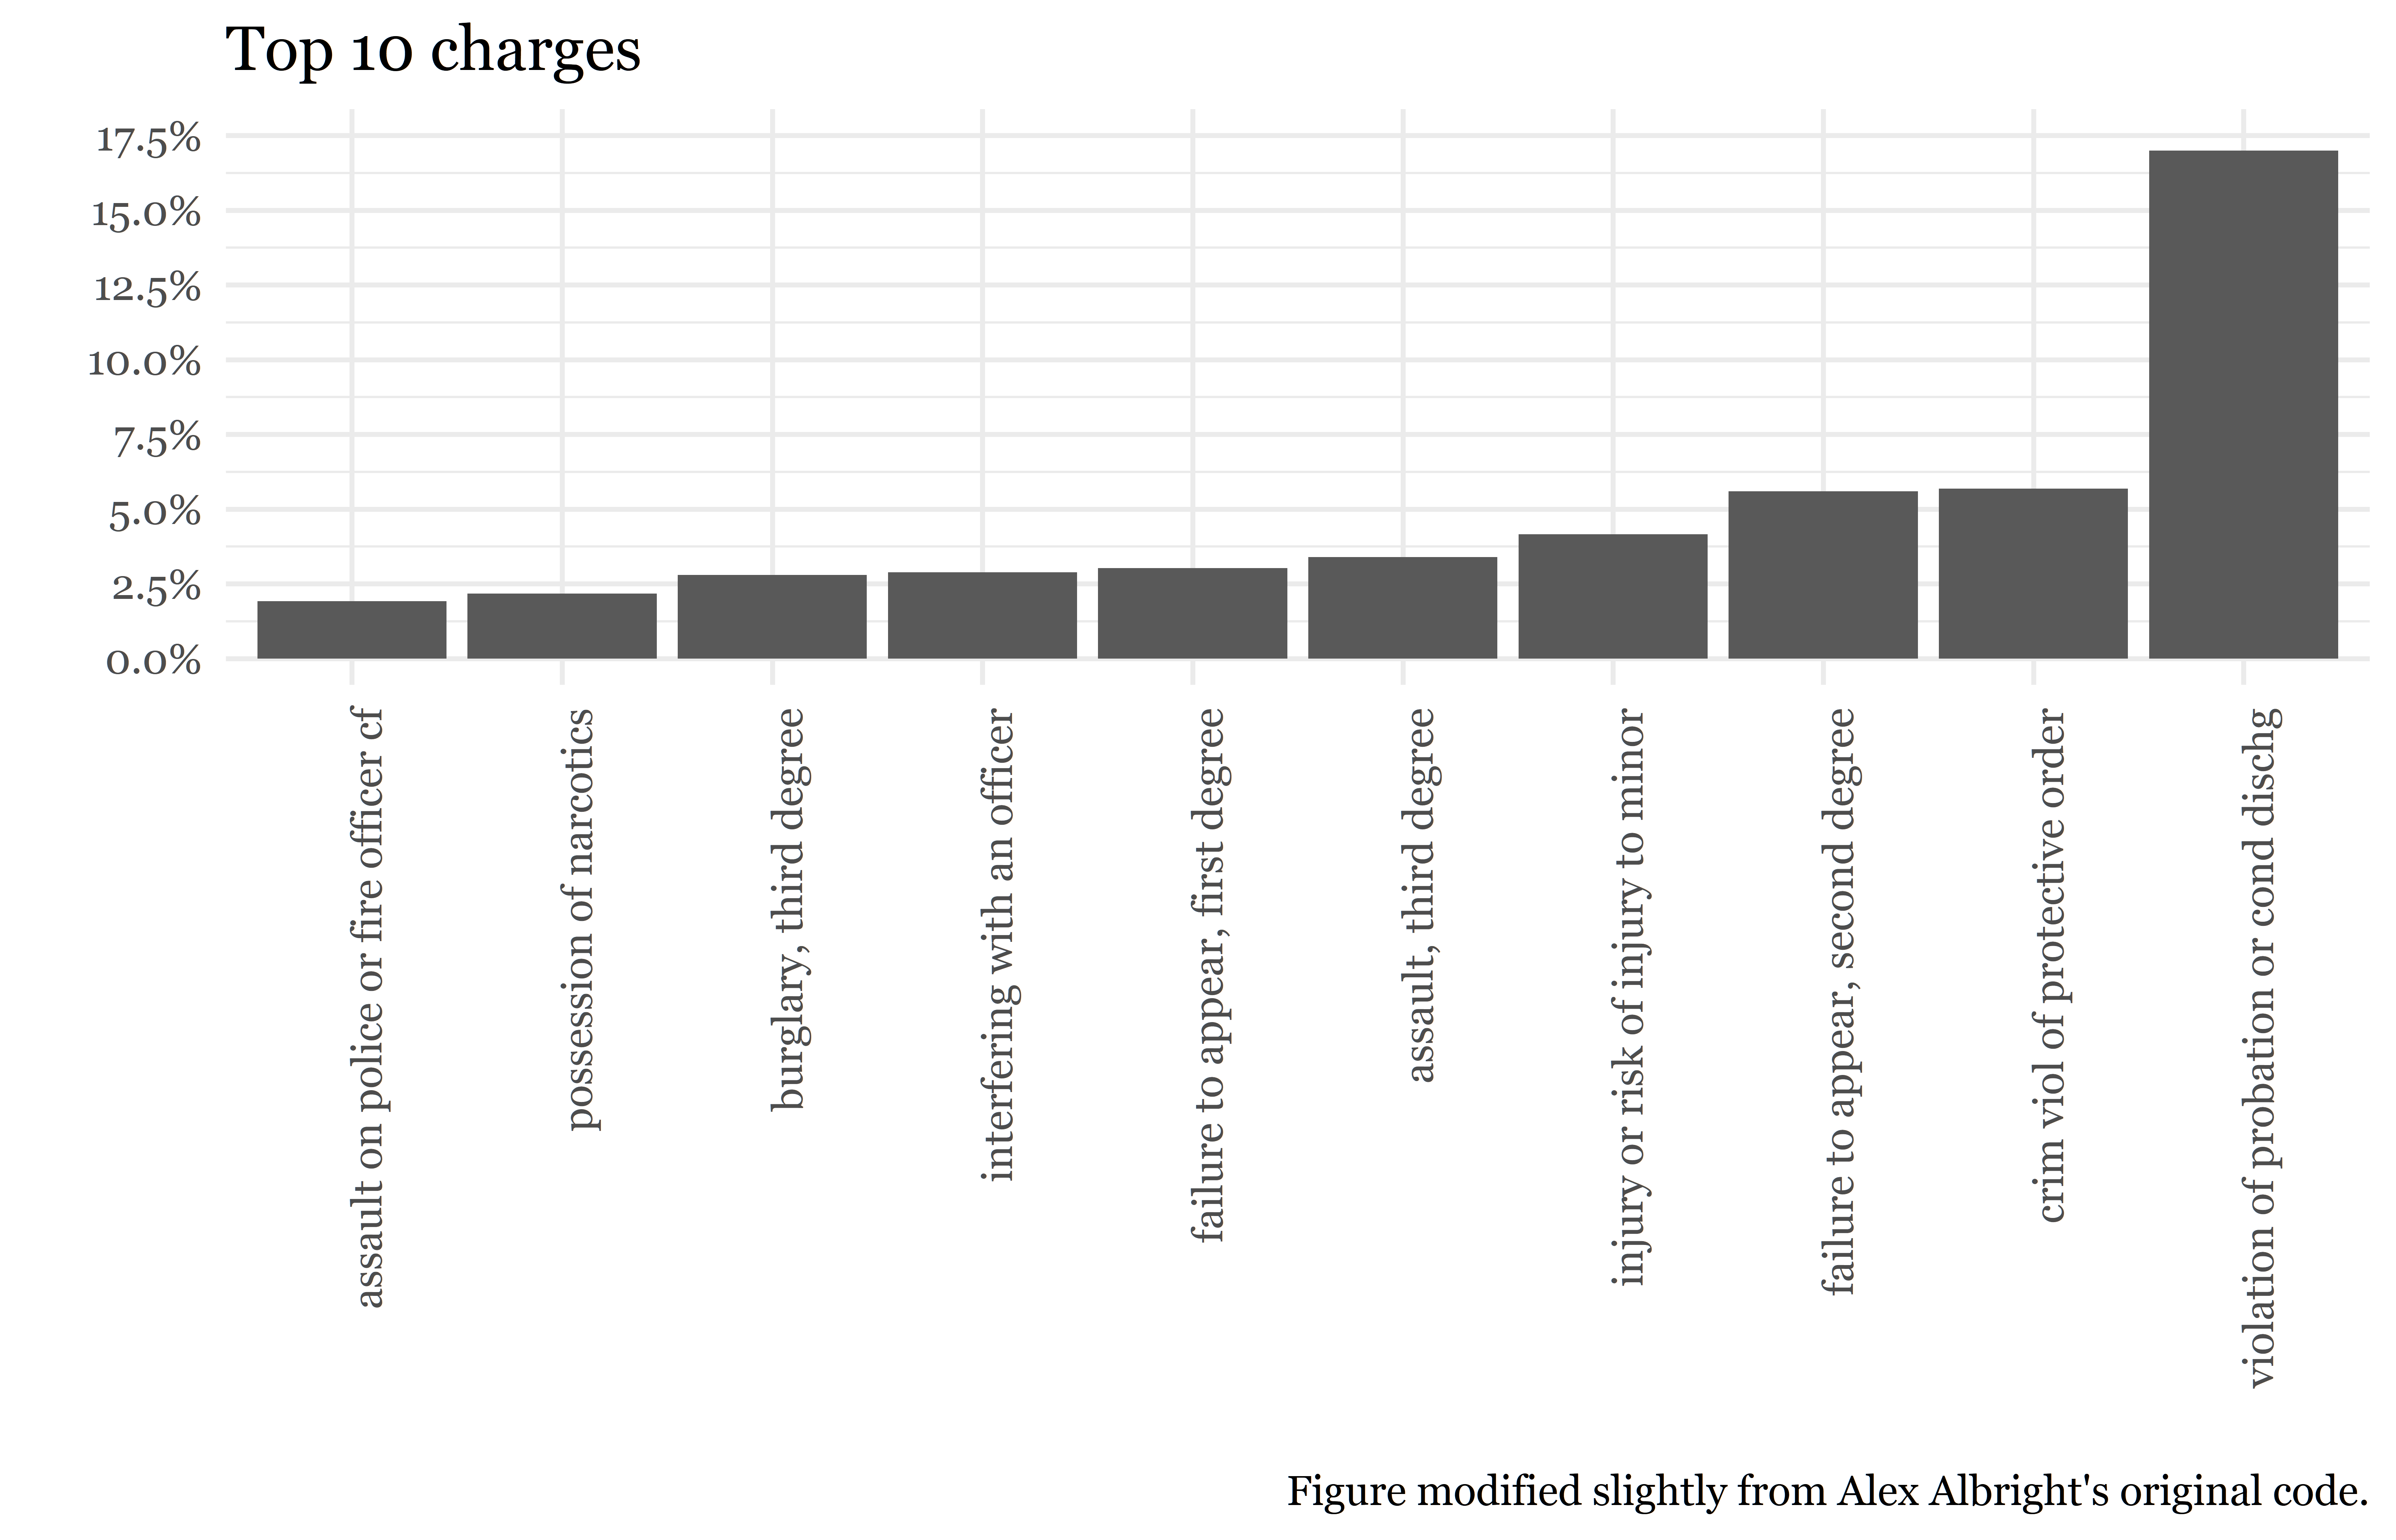 Top 10 charges
17.5%
15.0%
12.5%
10.0%
7.5%
5.0%
2.5%
0.0%
assault on police or fire officer cf
possession of narcotics
burglary, third degree
interfering with an officer
failure to appear, first degree
assault, third degree
injury or risk of injury to minor
failure to appear, second degree
crim viol of protective order
violation of probation or cond dischg
Figure modified slightly from Alex Albright's original code.